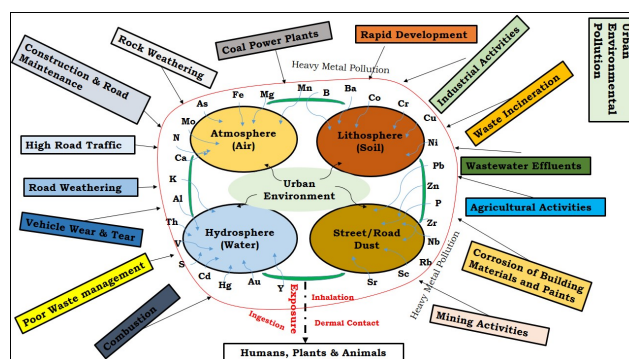 Rock Weathering
Coal Power Plants
Rapid Development
Urban
Environmental
Pollution
Construction & Road
Maintenance
Heavy Metal Pollution
Industrial Activities
As
Fe
Mg
Mn
B
Ba
Co
Cr
Cu
Mo
N
Ca
K
Al
Th
V
S
Cd
Hg
Au
Y
Sr
Sc
Rb
Nb
Zr
P
Zn
Pb
Ni
Atmosphere
(Air)
Lithosphere
(Soil)
Urban
Environment
Hydrosphere
(Water)
Street/Road
Dust
High Road Traffic
Road Weathering
Vehicle Wear & Tear
Poor Waste management
Combustion
Waste Incineration
Wastewater Effluents
Agricultural Activities
Corrosion of Building
Materials and Paints
Mining Activities
Heavy Metal Pollution
Ingestion
Exposure
Inhalation
Dermal Contact
Humans, Plants & Animals